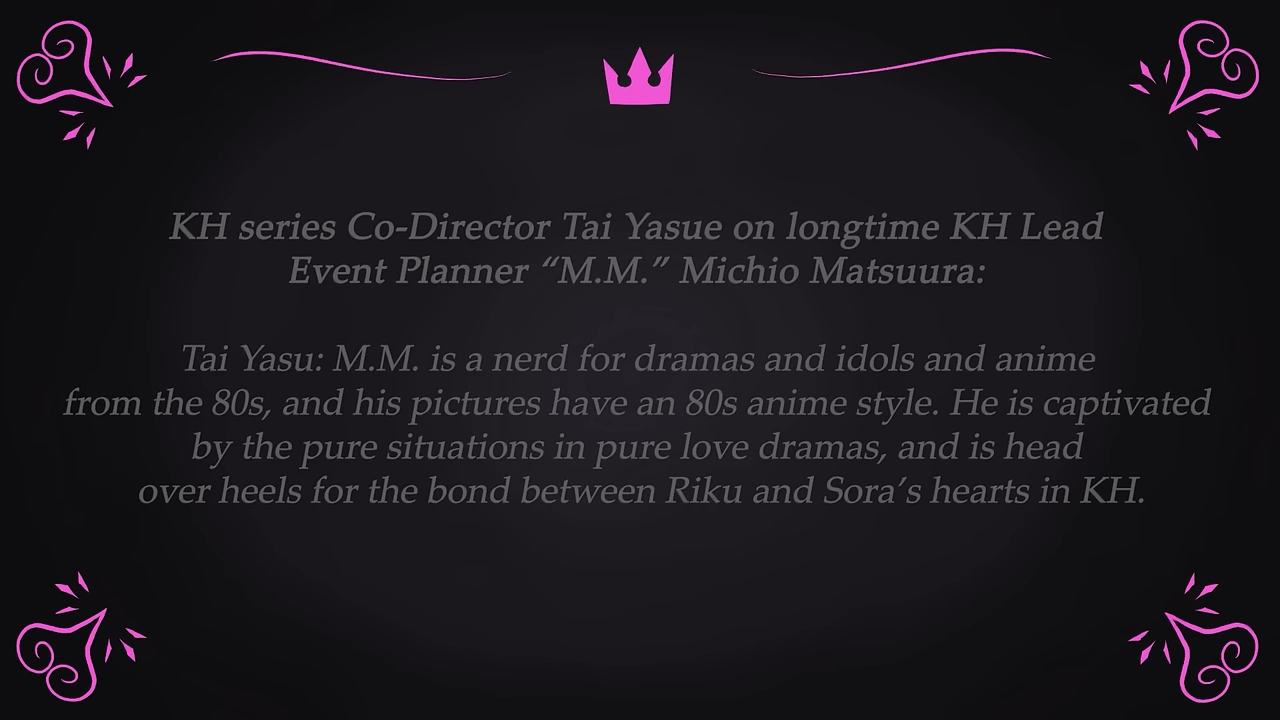 KH series Co-Director Tai Yasue on longtime KH Lead
Event Planner “M.M.” Michio Matsuura:
Tai Yasu: M.M. is a nerd for dramas and idols and anime
from the 80s, and his pictures have an 80s anime style. He is captivated
by the pure situations in pure love dramas, and is head
over heels for the bond between Riku and Sora’s hearts in KH.